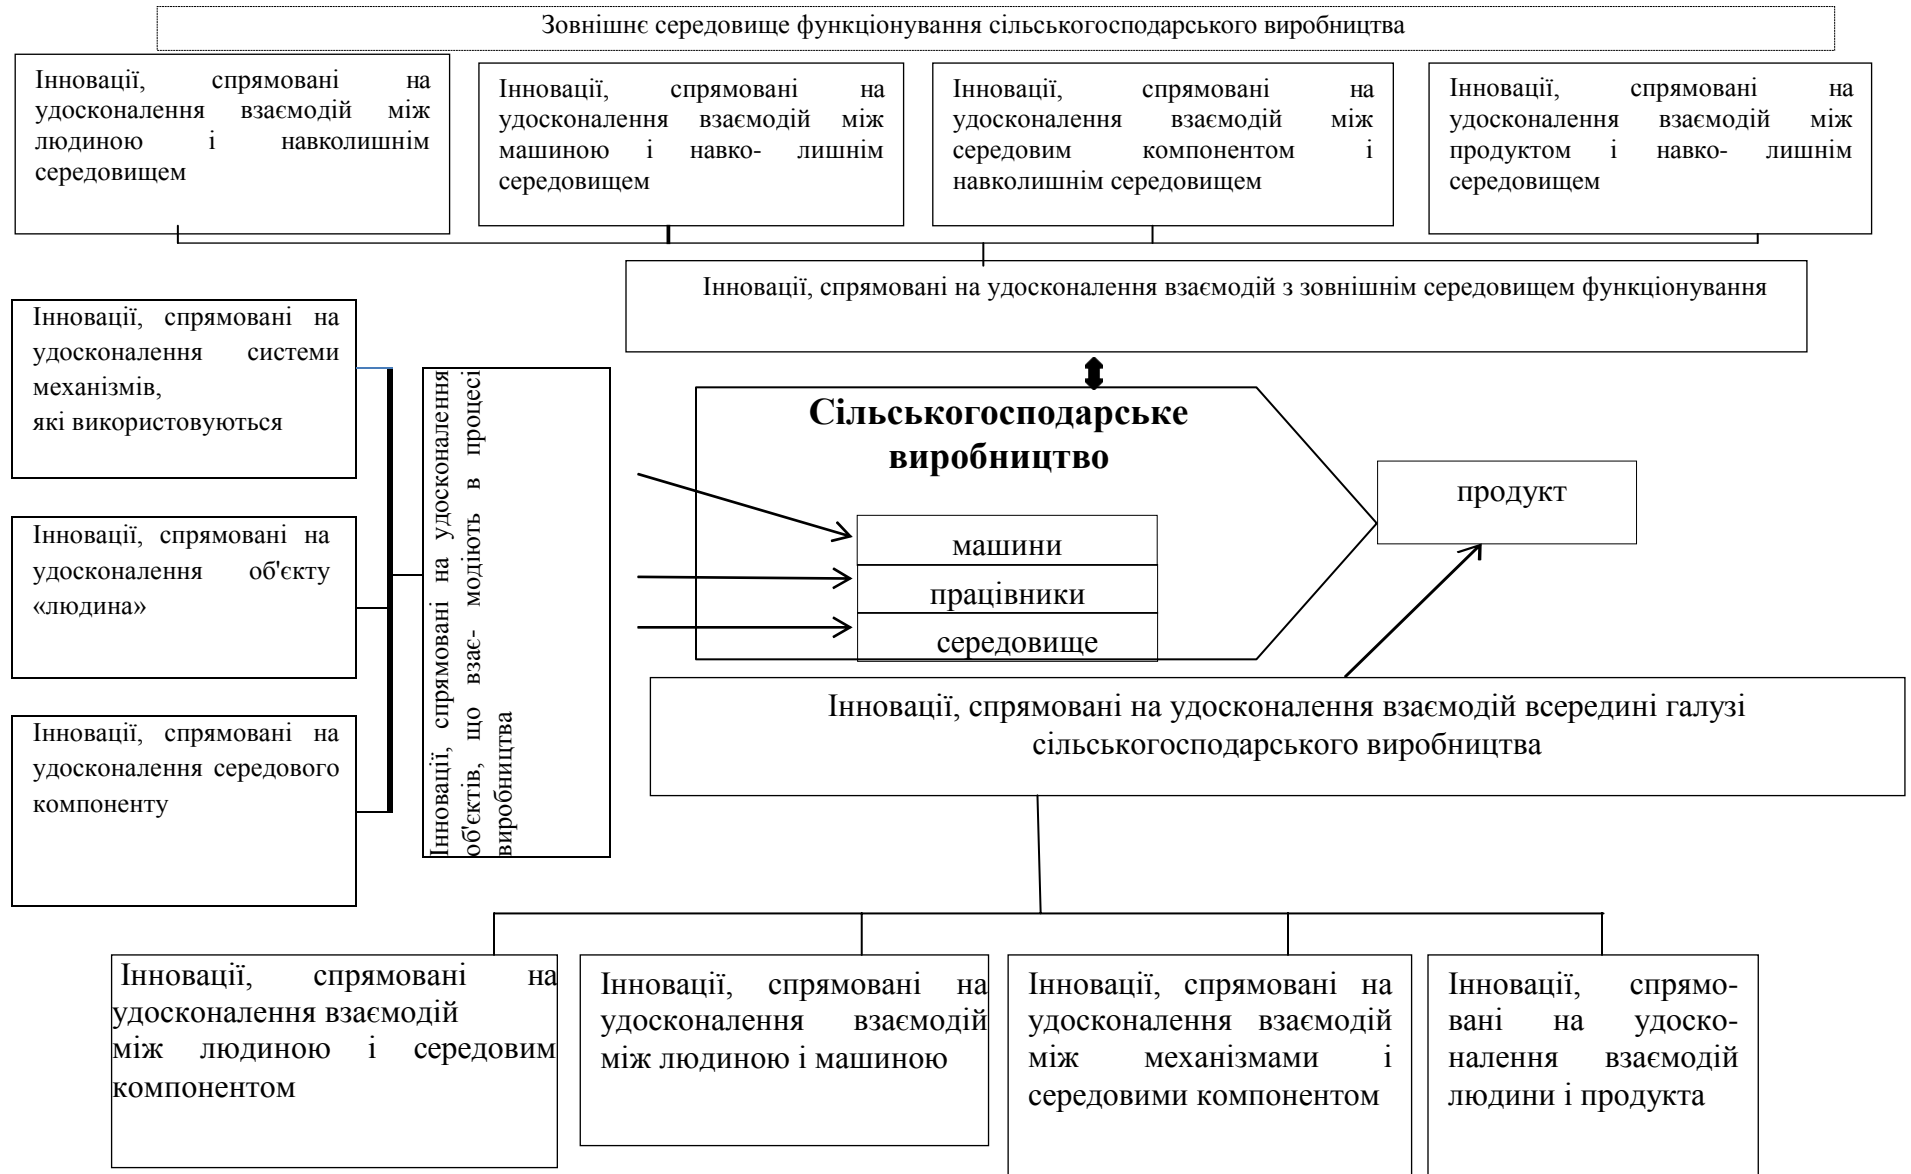 Зовнішнє середовище функціонування сільськогосподарського виробництва
Інновації, спрямовані на
удосконалення взаємодій між
людиною і навколишнім
середовищем
Інновації, спрямовані на
удосконалення взаємодій між
машиною і навко- лишнім
середовищем
Інновації, спрямовані на
удосконалення взаємодій між
середовим компонентом і
навколишнім середовищем
Інновації, спрямовані на
удосконалення взаємодій між
продуктом і навко- лишнім
середовищем
Інновації, спрямовані на удосконалення взаємодій з зовнішнім середовищем функціонування
Інновації, спрямовані на
удосконалення системи
механізмів,
які використовуються
Інновації, спрямовані на
удосконалення об'єкту
«людина»
Інновації, спрямовані на
удосконалення середового
компоненту
Інновації, спрямовані на удосконалення
об'єктів, що взає- модіють в процесі
виробництва
Сільськогосподарське
виробництво
машини
працівники
середовище
продукт
Інновації, спрямовані на удосконалення взаємодій всередині галузі
сільськогосподарського виробництва
Інновації, спрямовані на
удосконалення взаємодій
між людиною і середовим
компонентом
Інновації, спрямовані на
удосконалення взаємодій
між людиною і машиною
Інновації, спрямовані на
удосконалення взаємодій
між механізмами і
середовими компонентом
Інновації, спрямо-
вані на удоско-
налення взаємодій
людини і продукта